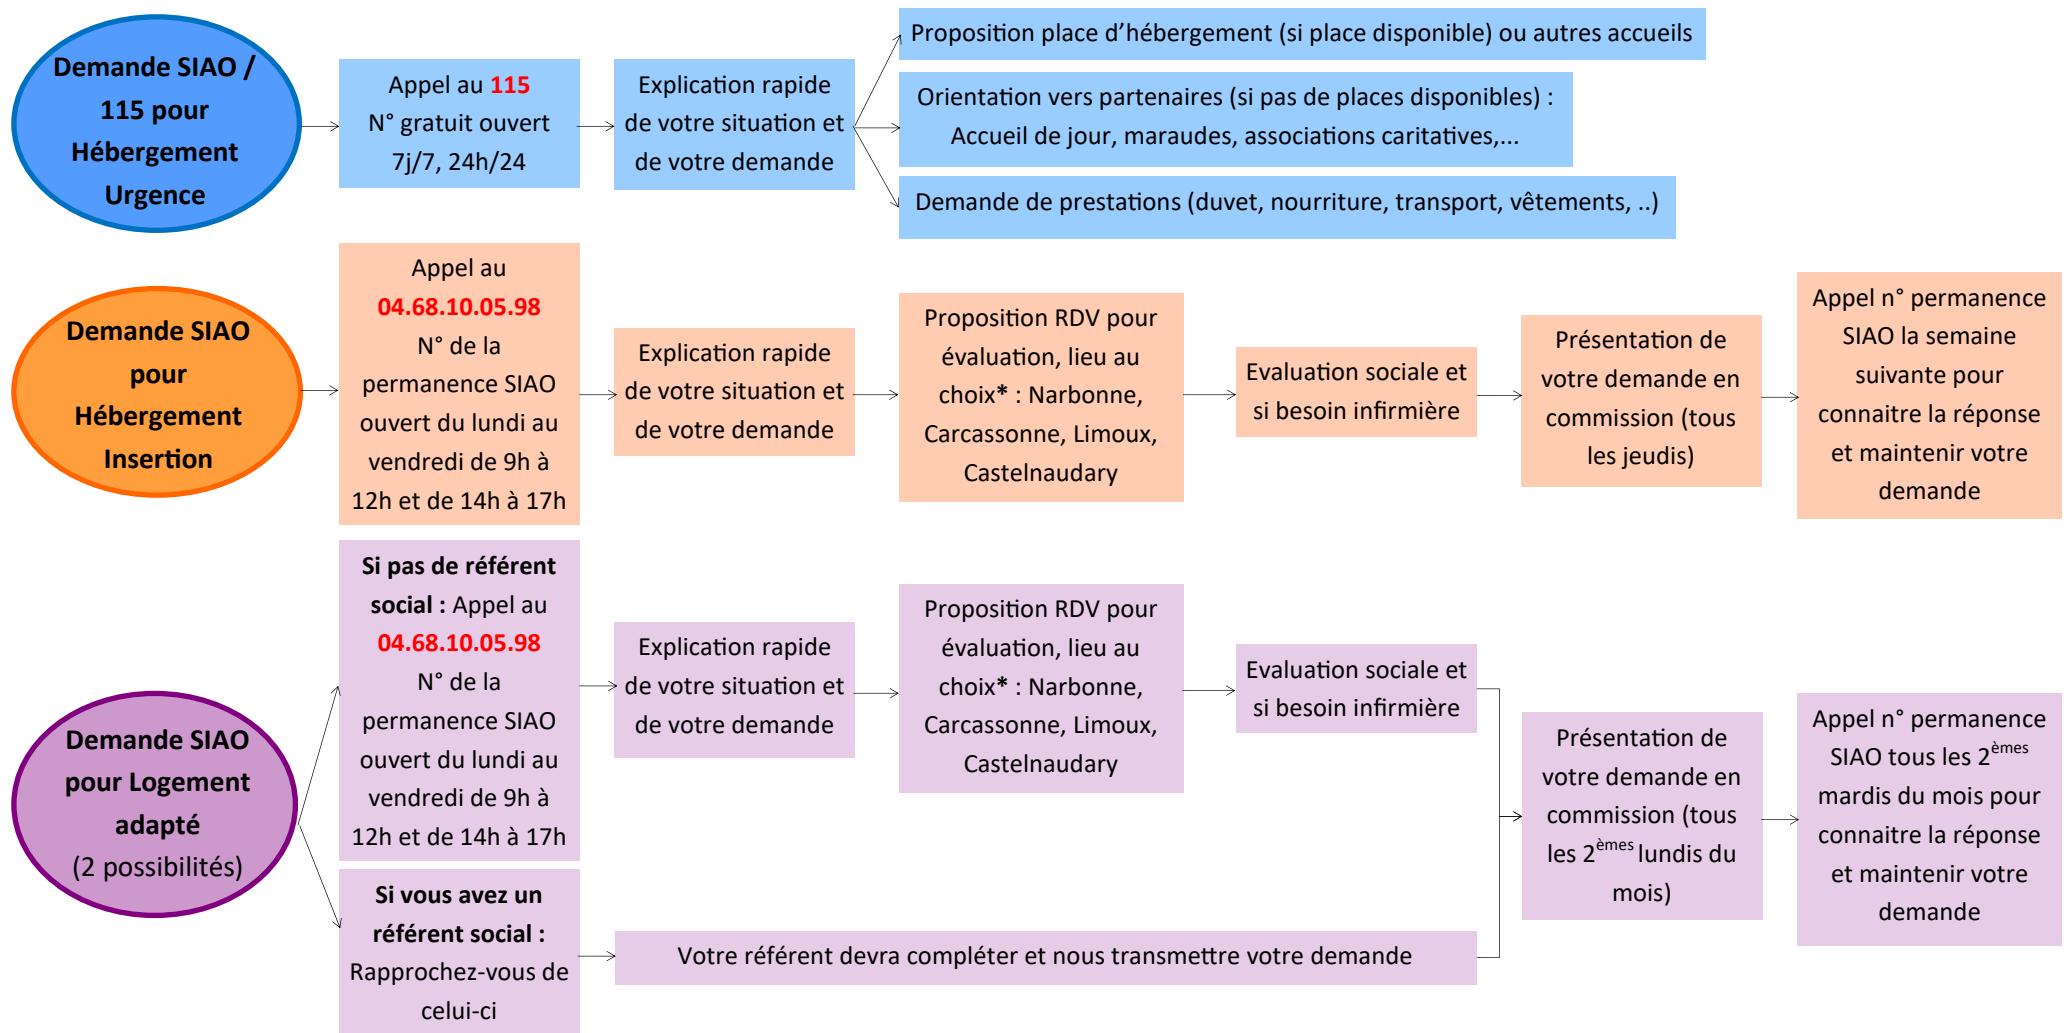 Demande SIAO /
115 pour
Hébergement
Urgence
Appel au 115
N° gratuit ouvert
7j/7, 24h/24
Explication rapide
de votre situation et
de votre demande
Proposition place d’hébergement (si place disponible) ou autres accueils
Orientation vers partenaires (si pas de places disponibles) :
Accueil de jour, maraudes, associations caritatives,...
Demande de prestations (duvet, nourriture, transport, vêtements, ..)
Demande SIAO
pour
Hébergement
Insertion
Appel au
04.68.10.05.98
N° de la
permanence SIAO
ouvert du lundi au
vendredi de 9h à
12h et de 14h à 17h
Explication rapide
de votre situation et
de votre demande
Proposition RDV pour
évaluation, lieu au
choix* : Narbonne,
Carcassonne, Limoux,
Castelnaudary
Evaluation sociale et
si besoin infirmière
Présentation de
votre demande en
commission (tous
les jeudis)
Appel n° permanence
SIAO la semaine
suivante pour
connaitre la réponse
et maintenir votre
demande
Demande SIAO
pour Logement
adapté
(2 possibilités)
Si pas de référent
social : Appel au
04.68.10.05.98
N° de la
permanence SIAO
ouvert du lundi au
vendredi de 9h à
12h et de 14h à 17h
Explication rapide
de votre situation et
de votre demande
Proposition RDV pour
évaluation, lieu au
choix* : Narbonne,
Carcassonne, Limoux,
Castelnaudary
Evaluation sociale et
si besoin infirmière
Si vous avez un
référent social :
Rapprochez-vous de
celui-ci
Votre référent devra compléter et nous transmettre votre demande
Présentation de
votre demande en
commission (tous
les 2èmes lundis du
mois)
Appel n° permanence
SIAO tous les 2èmes
mardis du mois pour
connaitre la réponse
et maintenir votre
demande